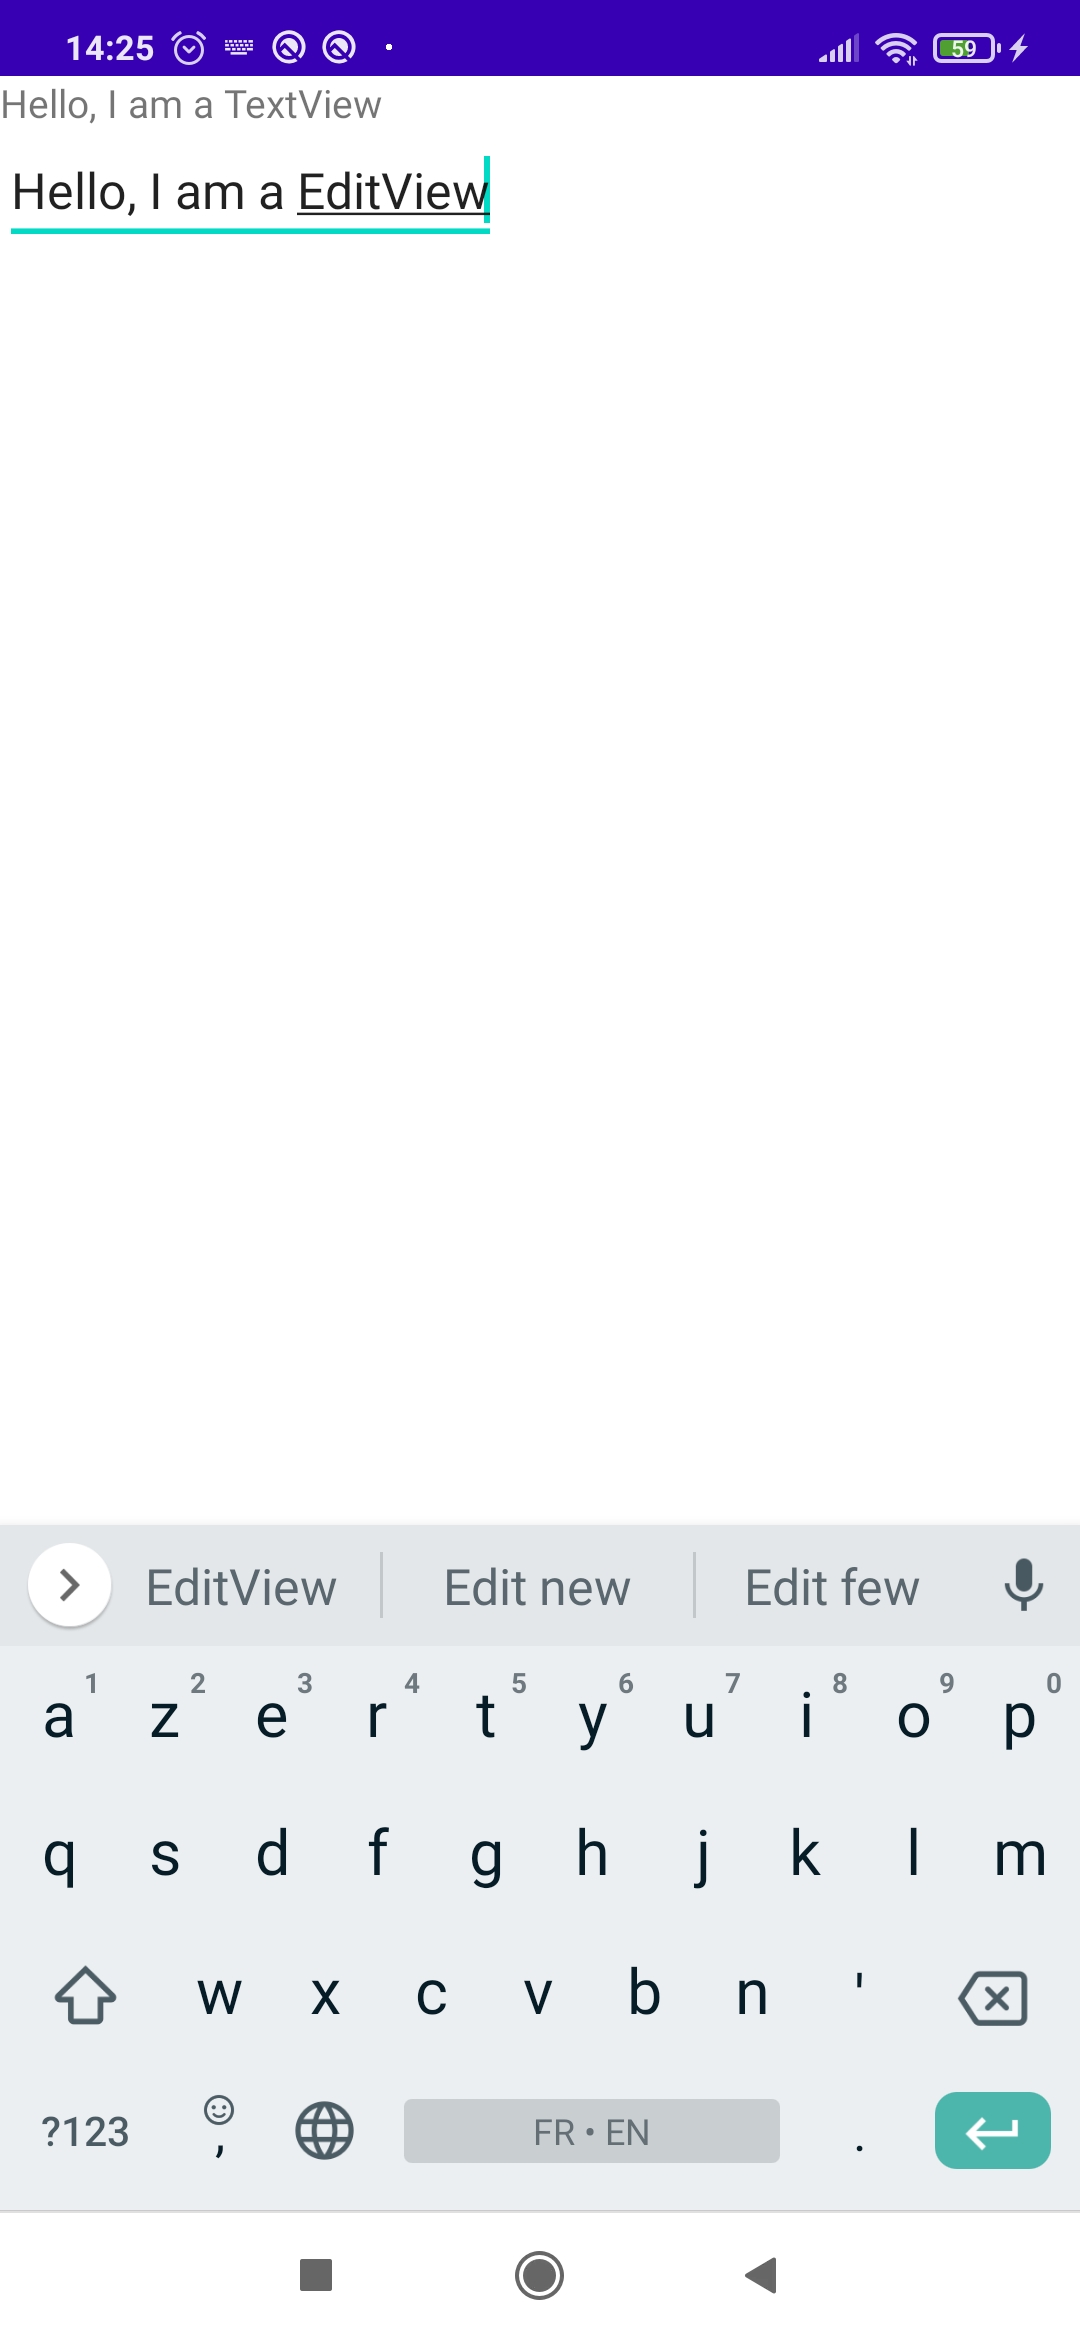 14:25 59
Hello, I am a TextView
Hello, I am a EditView
EditView Edit new Edit few
a 1 z 2 e 3 r 4 t 5 y 6 u 7 i 8 o 9 p 0
q s d f g h j k l m
w x c v b n '
?123 , FR • EN .